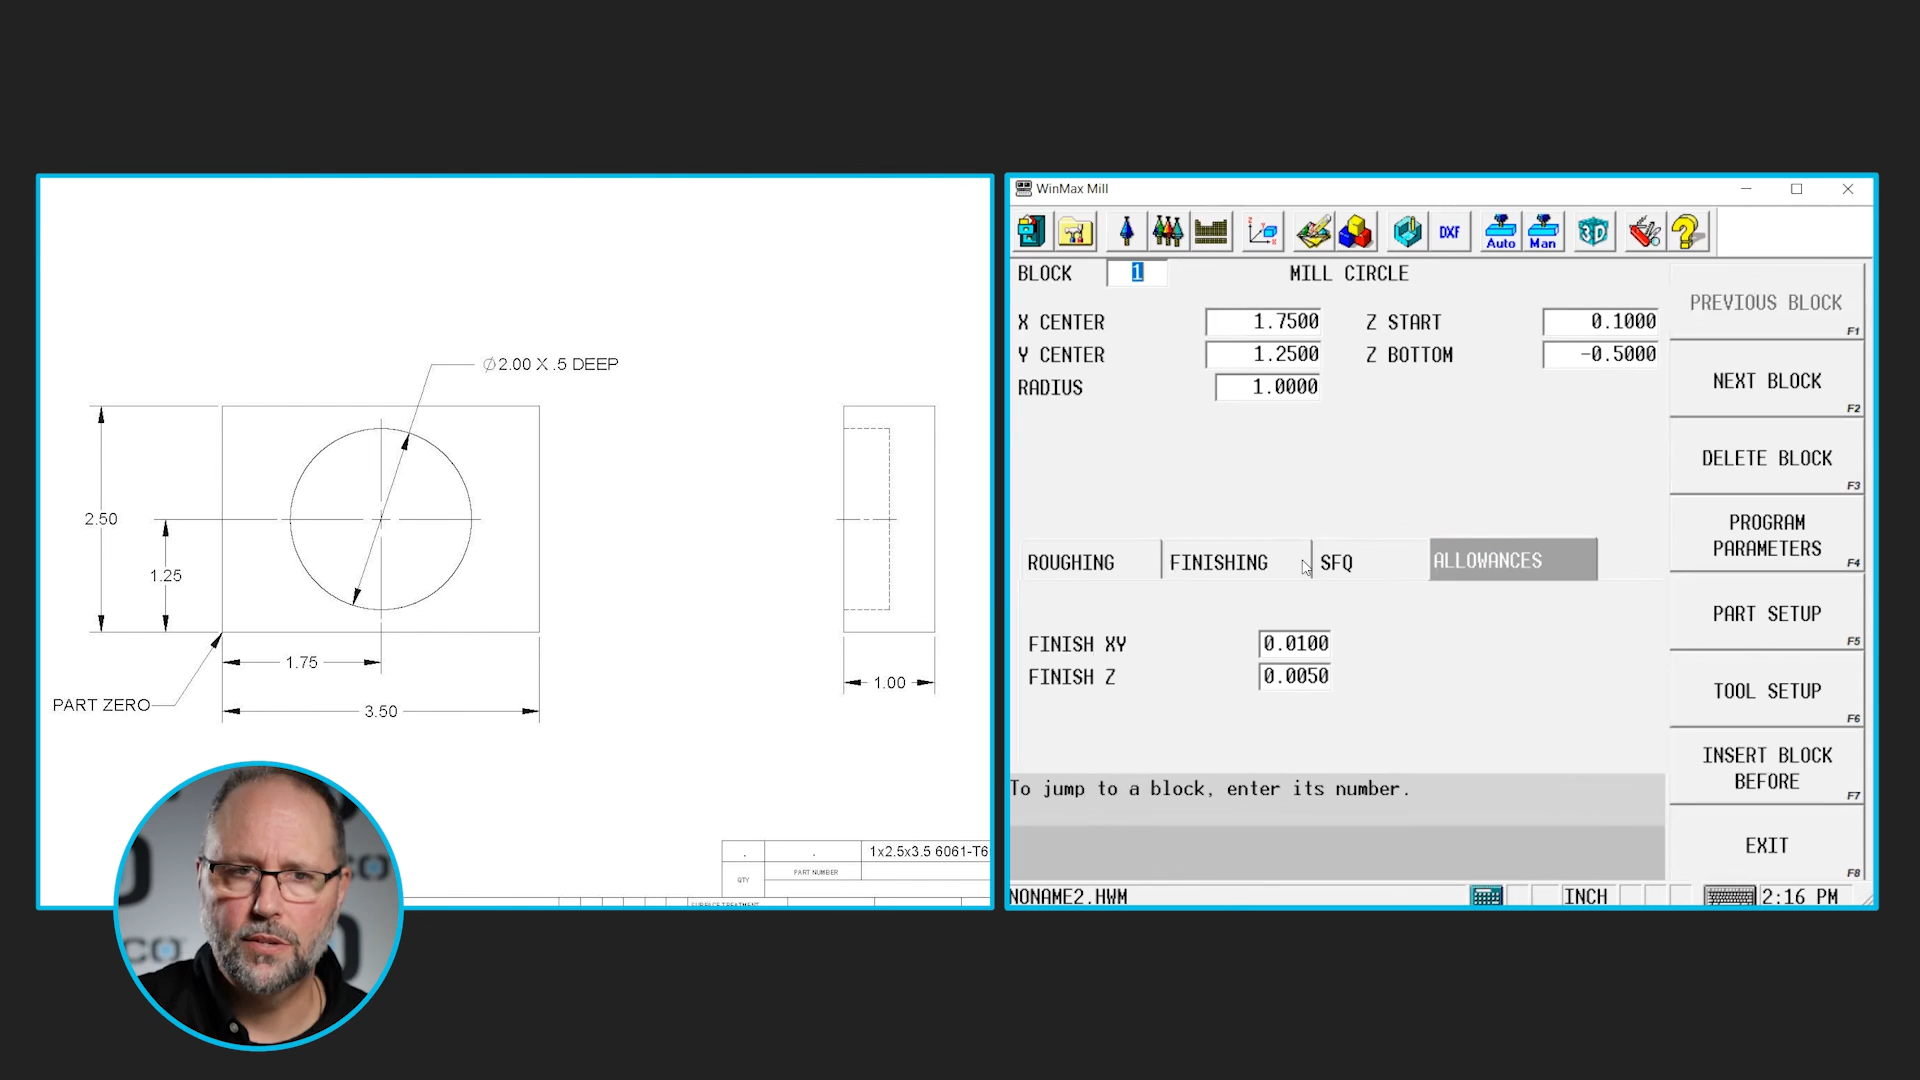 Ø2.00 X .5 DEEP
2.50
1.25
1.75
1.00
PART ZERO
3.50
. . 1x2.5x3.5 6061-T6
QTY PART NUMBER
SURFACE TREATMENT
CO
CO
WinMax Mill
DXF Auto Man 3D ?
BLOCK 1 MILL CIRCLE
X CENTER 1.7500 Z START 0.1000
Y CENTER 1.2500 Z BOTTOM -0.5000
RADIUS 1.0000
ROUGHING FINISHING SFQ ALLOWANCES
FINISH XY 0.0100
FINISH Z 0.0050
To jump to a block, enter its number.
PREVIOUS BLOCK
F1
NEXT BLOCK
F2
DELETE BLOCK
F3
PROGRAM
PARAMETERS
F4
PART SETUP
F5
TOOL SETUP
F6
INSERT BLOCK
BEFORE
F7
EXIT
F8
NONAME2.HWM INCH 2:16 PM